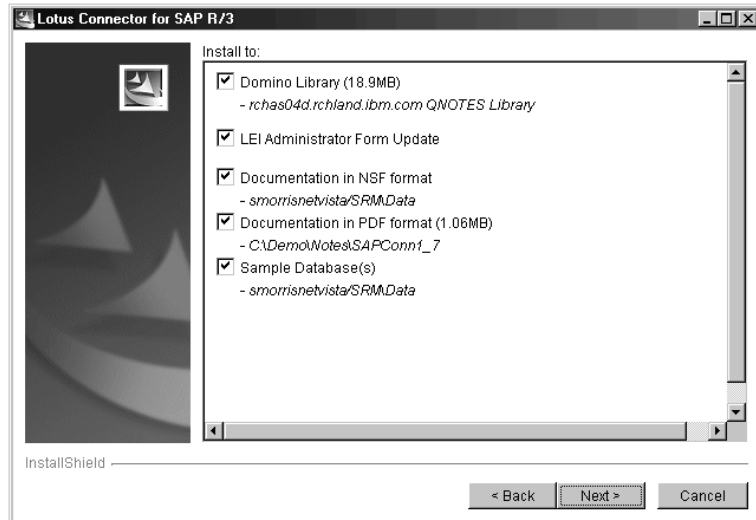 Lotus Connector for SAP R/3
Install to:
Domino Library (18.9MB)
- rchas04d.rchland.ibm.com QNOTES Library
LEI Administrator Form Update
Documentation in NSF format
- smorrisnetvista/SRM\Data
Documentation in PDF format (1.06MB)
- C:\Demo\Notes\SAPConn1_7
Sample Database(s)
- smorrisnetvista/SRM\Data
InstallShield
< Back
Next >
Cancel